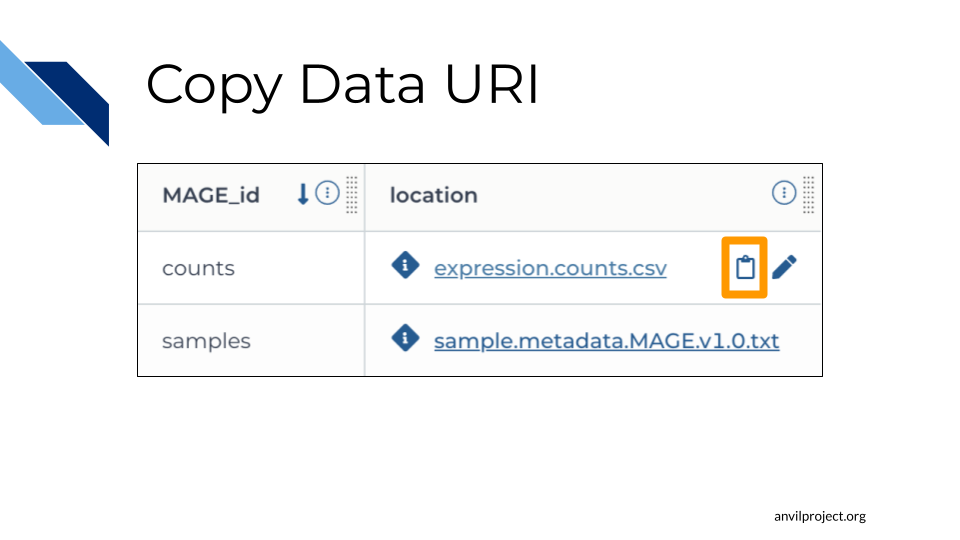 Copy Data URI
MAGE_id location
counts expression.counts.csv
samples sample.metadata.MAGE.v1.0.txt
anvilproject.org